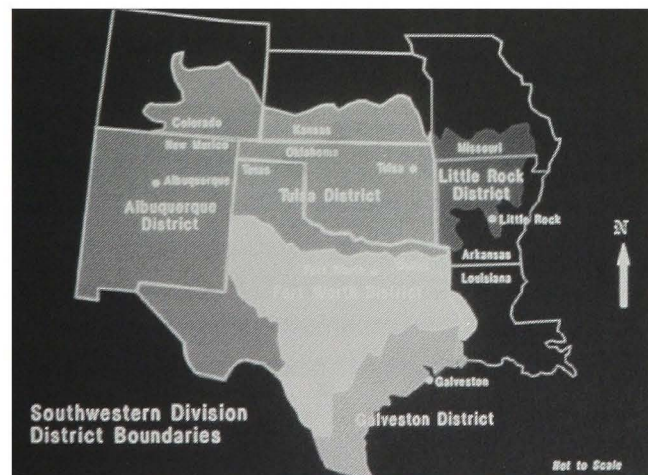 Colorado
Kansas
New Mexico
Oklahoma
Missouri
Texas
Tulsa
Albuquerque
Tulsa District
Little Rock
District
Albuquerque
District
Little Rock
N
Arkansas
Louisiana
Fort Worth District
Galveston
Southwestern Division
District Boundaries
Galveston District
Not to Scale